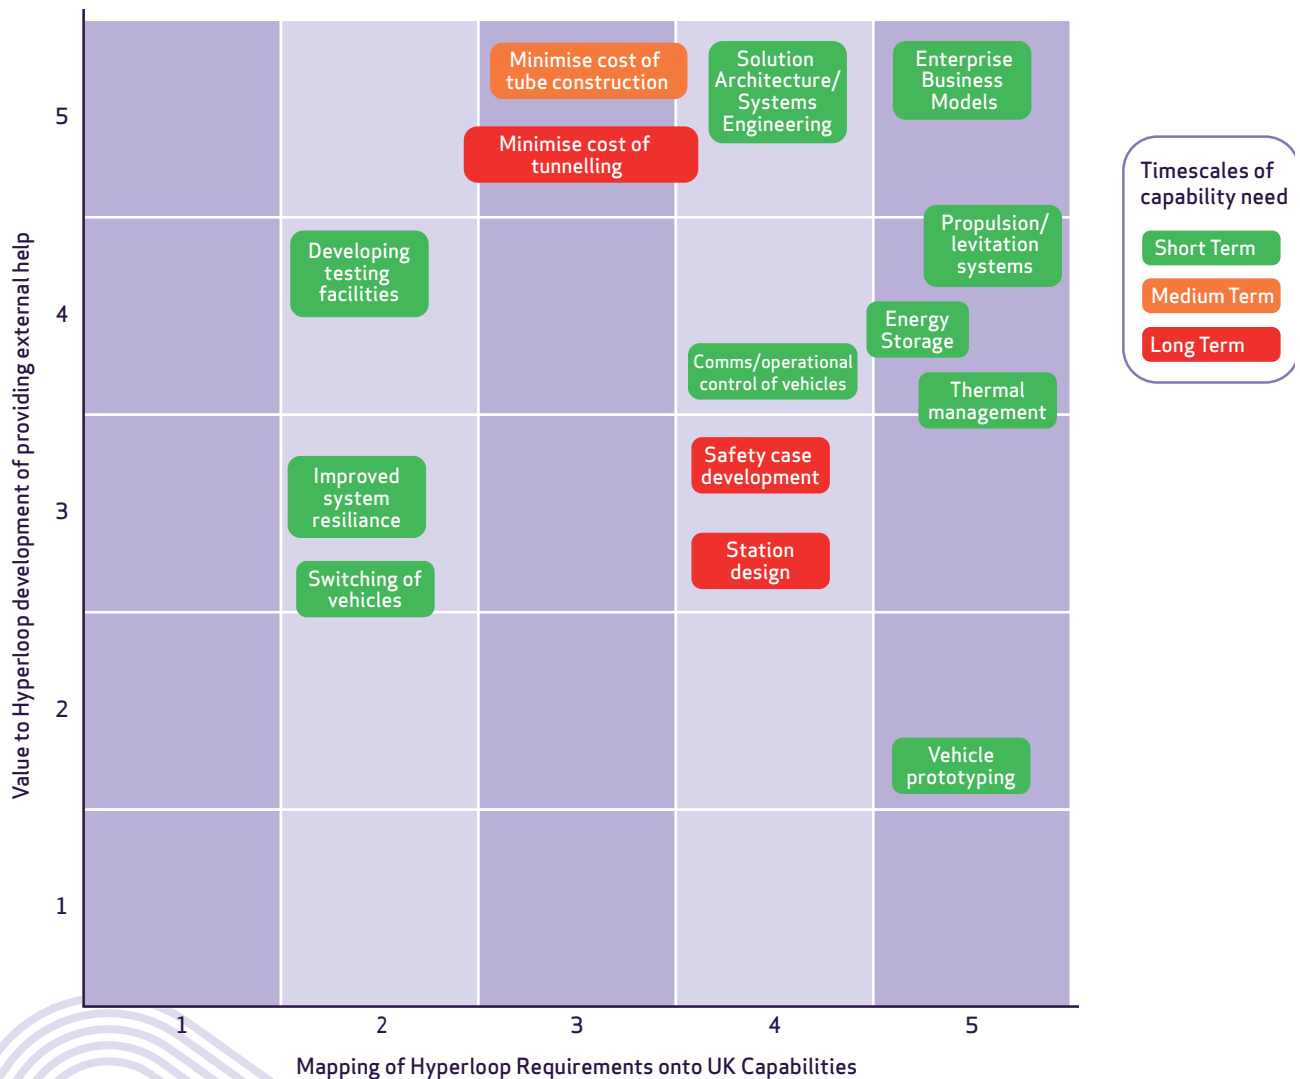 Value to Hyperloop development of providing external help
5
4
3
2
1
Minimise cost of
tube construction
Minimise cost of
tunnelling
Solution
Architecture/
Systems
Engineering
Enterprise
Business
Models
Developing
testing
facilities
Propulsion/
levitation
systems
Energy
Storage
Comms/operational
control of vehicles
Thermal
management
Improved
system
resiliance
Switching of
vehicles
Safety case
development
Station
design
Vehicle
prototyping
1
2
3
4
5
Mapping of Hyperloop Requirements onto UK Capabilities
Timescales of
capability need
Short Term
Medium Term
Long Term